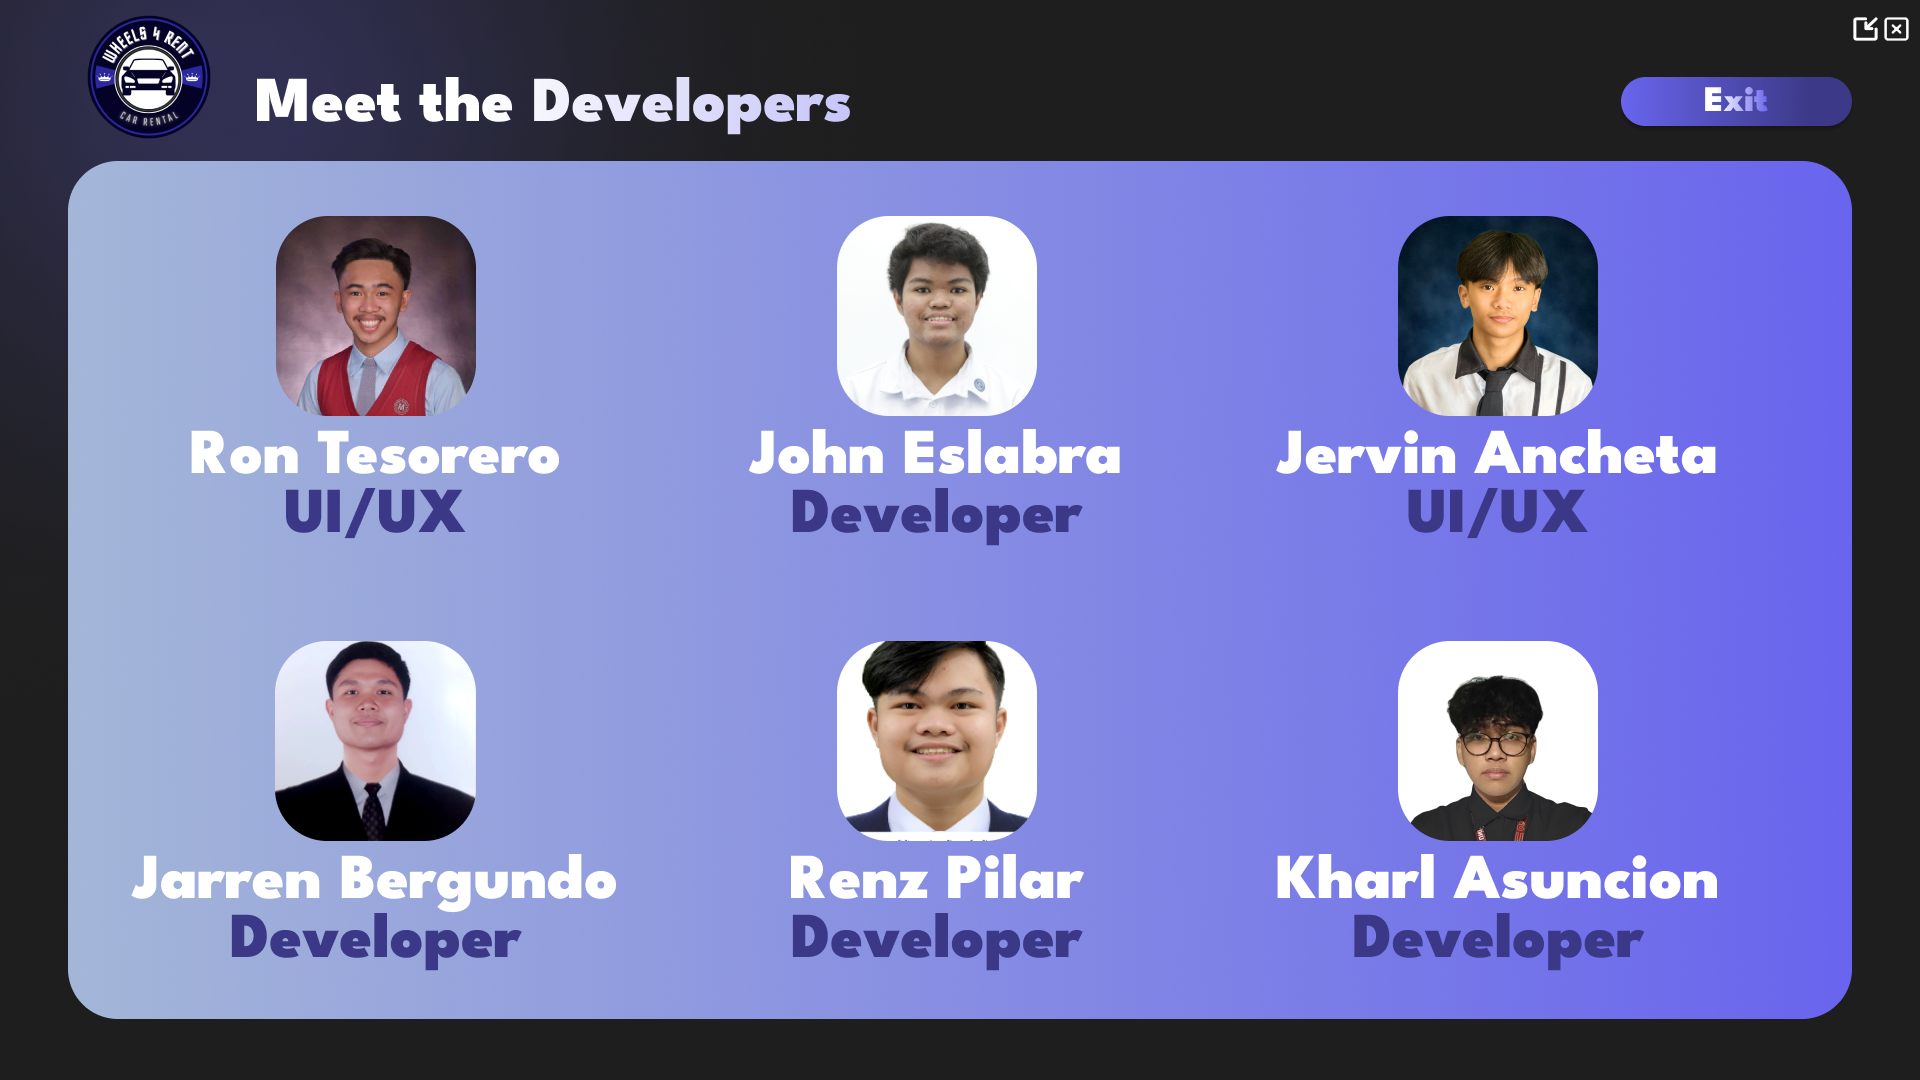 WHEELS 4 RENT
CAR RENTAL
Meet the Developers
Exit
Ron Tesorero
UI/UX
John Eslabra
Developer
Jervin Ancheta
UI/UX
Jarren Bergundo
Developer
Renz Pilar
Developer
Kharl Asuncion
Developer